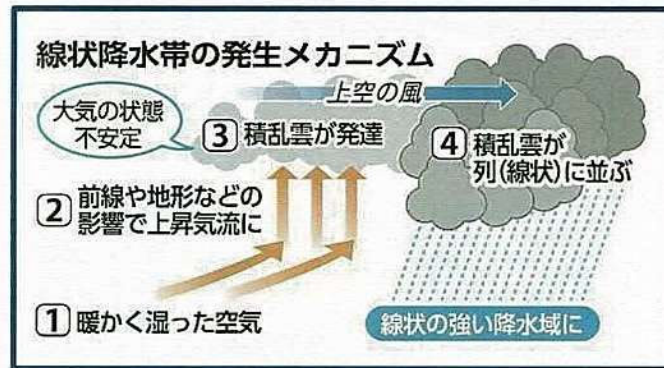 線状降水帯の発生メカニズム
上空の風
大気の状態
不安定
3 積乱雲が発達
4 積乱雲が
列(線状)に並ぶ
2 前線や地形などの
影響で上昇気流に
1 暖かく湿った空気
線状の強い降水域に